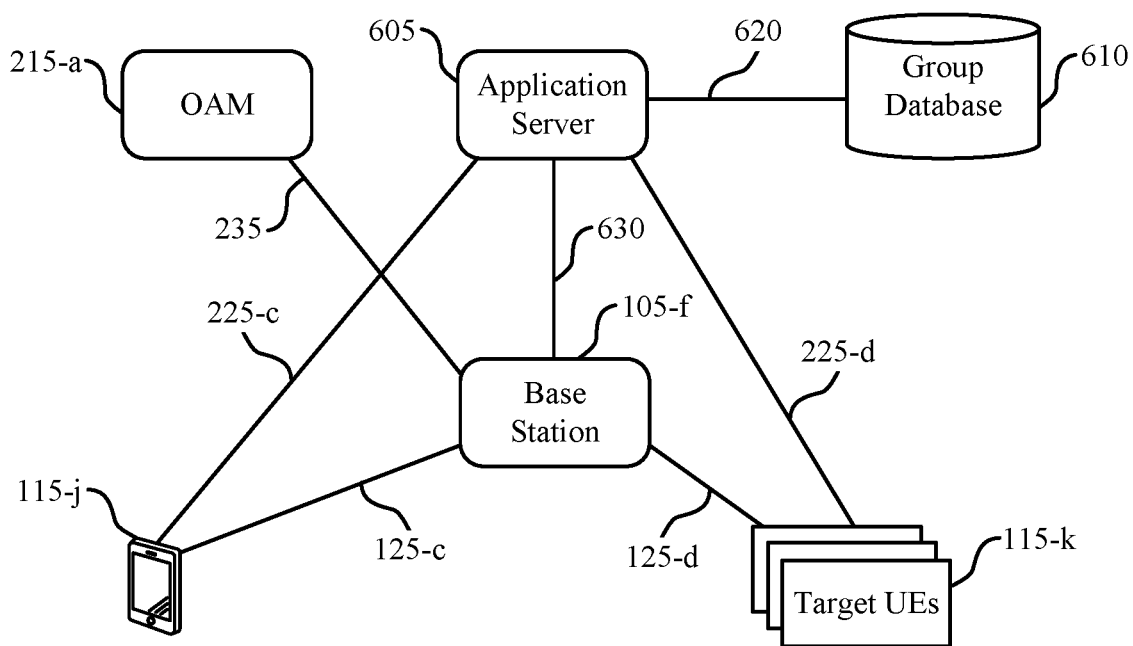 605
620
215-a
610
OAM
Application
Server
Group
Database
235
630
225-c
105-f
225-d
Base
Station
115-j
125-c
125-d
115-k
Target UEs